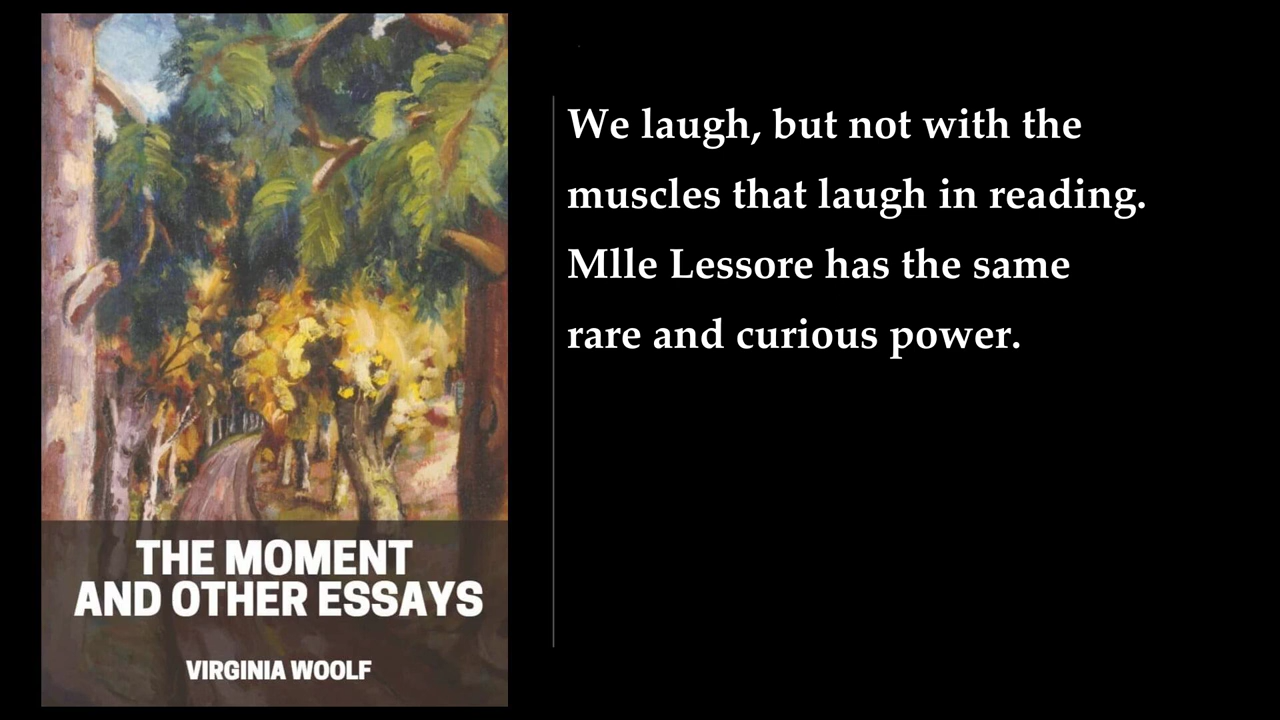 THE MOMENT
AND OTHER ESSAYS
VIRGINIA WOOLF
We laugh, but not with the
muscles that laugh in reading.
Mlle Lessore has the same
rare and curious power.